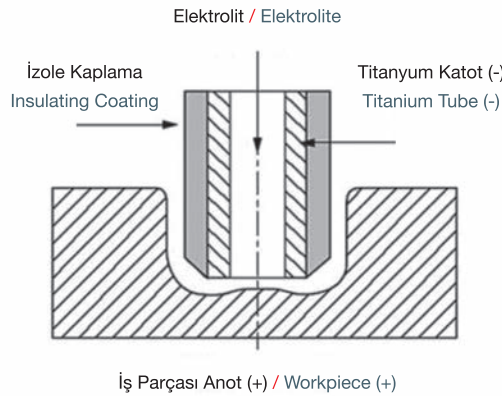 Elektrolit / Elektrolite
İzole Kaplama
Insulating Coating
Titanyum Katot (-)
Titanium Tube (-)
İş Parçası Anot (+) / Workpiece (+)